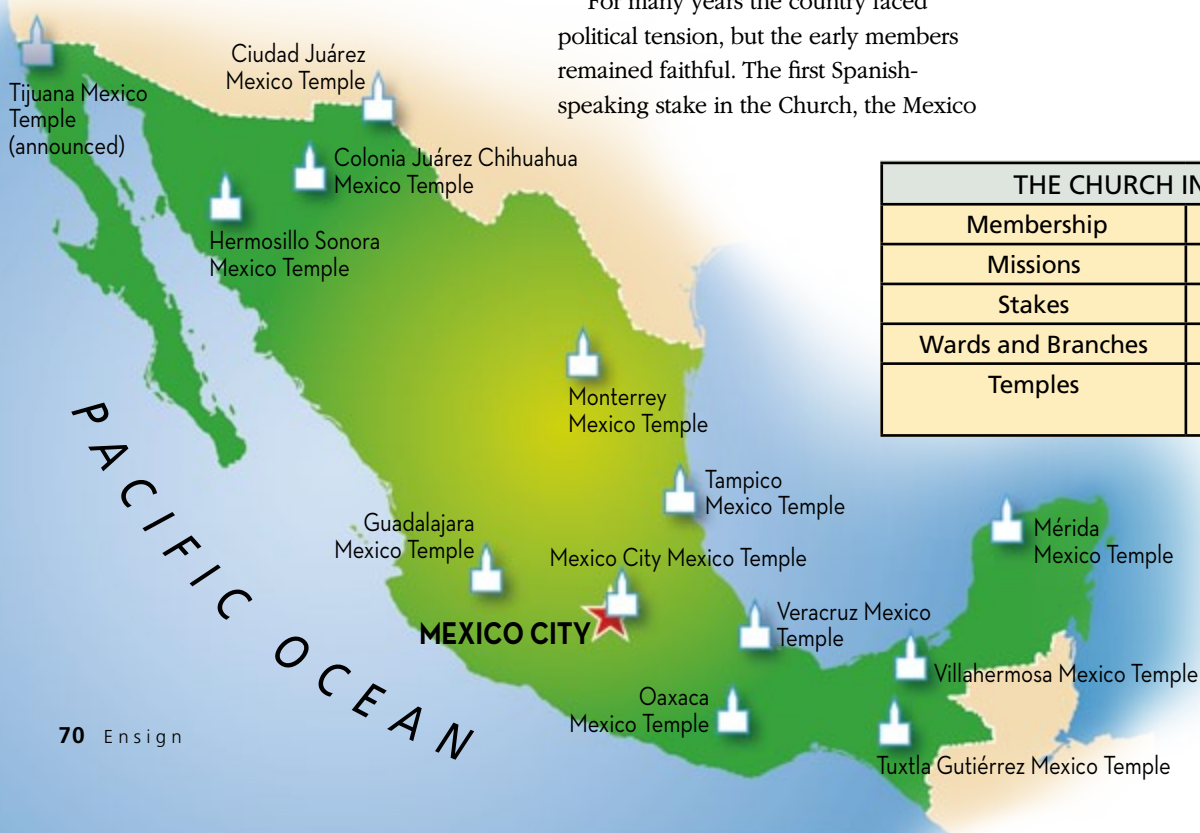 For many years the country faced
political tension, but the early members
remained faithful. The first Spanish-
speaking stake in the Church, the Mexico
Ciudad Juárez
Mexico Temple
Tijuana Mexico
Temple
(announced)
Colonia Juárez Chihuahua
Mexico Temple
Hermosillo Sonora
Mexico Temple
THE CHURCH IN
Membership
Missions
Stakes
Wards and Branches
Temples
Monterrey
Mexico Temple
Tampico
Mexico Temple
Guadalajara
Mexico Temple
Mexico City Mexico Temple
MEXICO CITY
Mérida
Mexico Temple
Veracruz Mexico
Temple
Villahermosa Mexico Temple
Oaxaca
Mexico Temple
Tuxtla Gutiérrez Mexico Temple
PACIFIC OCEAN
70 Ensign